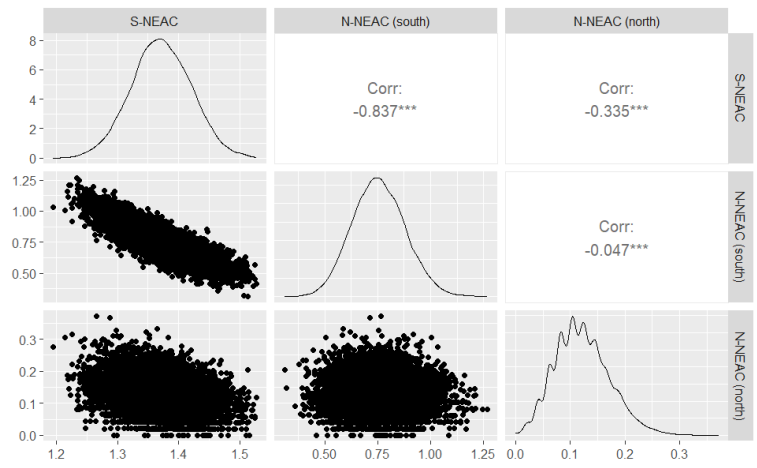 S-NEAC
N-NEAC (south)
N-NEAC (north)
8
6
4
2
0
Corr:
-0.837***
Corr:
-0.335***
S-NEAC
1.25
1.00
0.75
0.50
Corr:
-0.047***
N-NEAC (south)
0.3
0.2
0.1
0.0
N-NEAC (north)
1.2 1.3 1.4 1.5
0.50 0.75 1.00 1.25
0.0 0.1 0.2 0.3